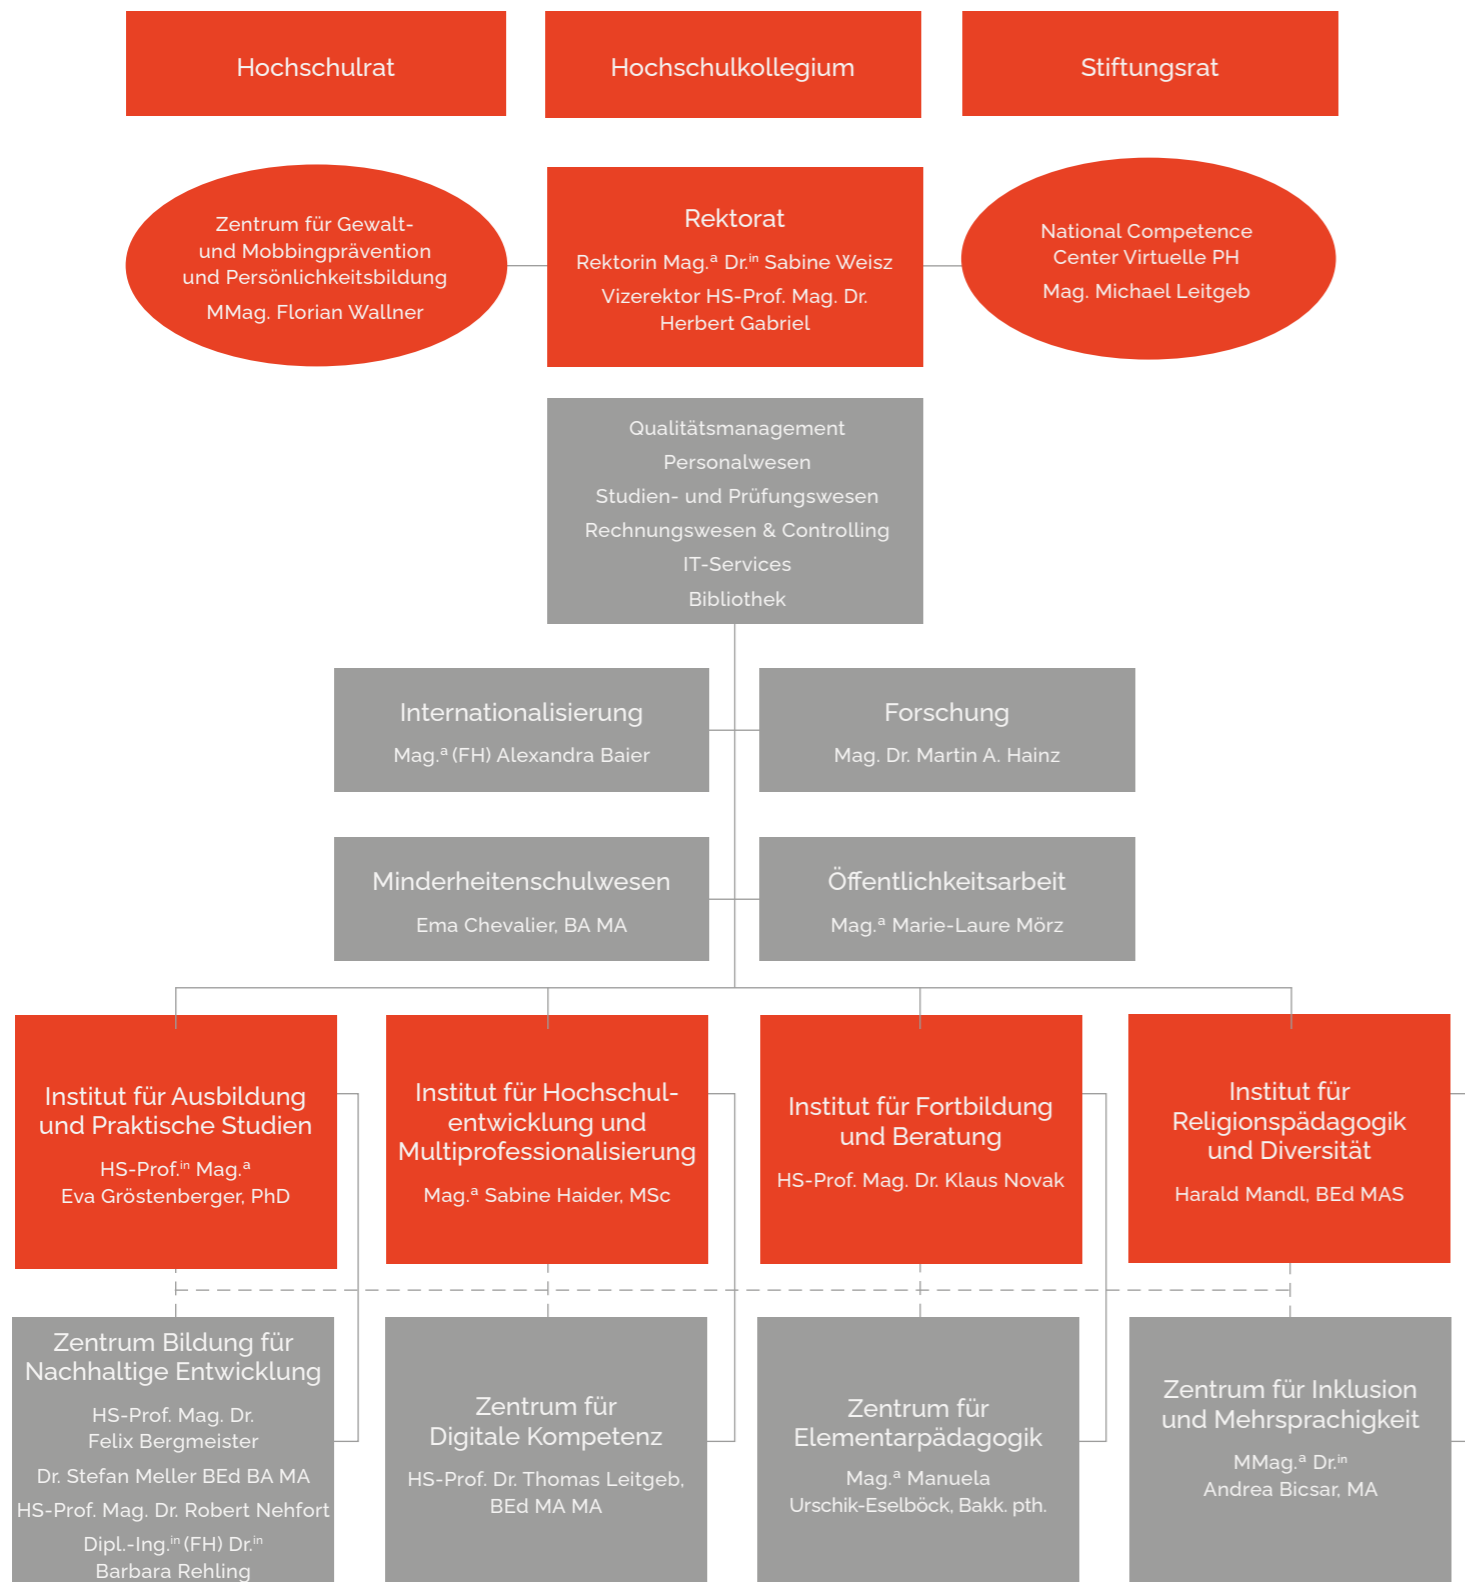 Hochschulrat
Hochschulkollegium
Stiftungsrat
Zentrum für Gewalt-
und Mobbingprävention
und Persönlichkeitsbildung
MMag. Florian Wallner
Rektorat
Rektorin Mag.ª Dr.ⁱⁿ Sabine Weisz
Vizerektor HS-Prof. Mag. Dr.
Herbert Gabriel
National Competence
Center Virtuelle PH
Mag. Michael Leitgeb
Qualitätsmanagement
Personalwesen
Studien- und Prüfungswesen
Rechnungswesen & Controlling
IT-Services
Bibliothek
Internationalisierung
Mag.ª (FH) Alexandra Baier
Forschung
Mag. Dr. Martin A. Hainz
Minderheitenschulwesen
Ema Chevalier, BA MA
Öffentlichkeitsarbeit
Mag.ª Marie-Laure Mörz
Institut für Ausbildung
und Praktische Studien
HS-Prof.ⁱⁿ Mag.ª
Eva Gröstenberger, PhD
Institut für Hochschul-
entwicklung und
Multiprofessionalisierung
Mag.ª Sabine Haider, MSc
Institut für Fortbildung
und Beratung
HS-Prof. Mag. Dr. Klaus Novak
Institut für
Religionspädagogik
und Diversität
Harald Mandl, BEd MAS
Zentrum Bildung für
Nachhaltige Entwicklung
HS-Prof. Mag. Dr.
Felix Bergmeister
Dr. Stefan Meller BEd BA MA
HS-Prof. Mag. Dr. Robert Nehfort
Dipl.-Ing.ⁱⁿ (FH) Dr.ⁱⁿ
Barbara Rehling
Zentrum für
Digitale Kompetenz
HS-Prof. Dr. Thomas Leitgeb,
BEd MA MA
Zentrum für
Elementarpädagogik
Mag.ª Manuela
Urschik-Eselböck, Bakk. pth.
Zentrum für Inklusion
und Mehrsprachigkeit
MMag.ª Dr.ⁱⁿ
Andrea Bicsar, MA